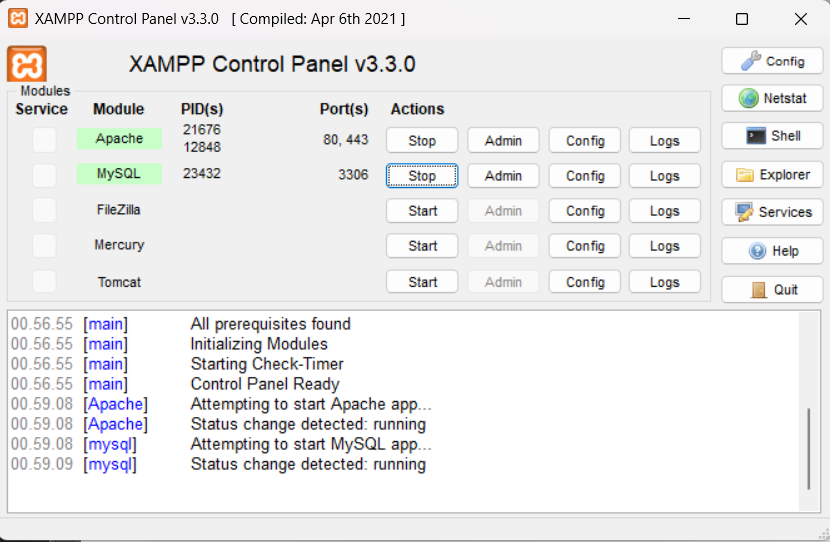 XAMPP Control Panel v3.3.0 [ Compiled: Apr 6th 2021 ]
XAMPP Control Panel v3.3.0
Config
Modules
Service Module PID(s) Port(s) Actions
Netstat
Apache 21676 12848 80, 443 Stop Admin Config Logs
Shell
MySQL 23432 3306 Stop Admin Config Logs
Explorer
FileZilla Start Admin Config Logs
Services
Mercury Start Admin Config Logs
Help
Tomcat Start Admin Config Logs
Quit
00.56.55 [main] All prerequisites found
00.56.55 [main] Initializing Modules
00.56.55 [main] Starting Check-Timer
00.56.55 [main] Control Panel Ready
00.59.08 [Apache] Attempting to start Apache app...
00.59.08 [Apache] Status change detected: running
00.59.08 [mysql] Attempting to start MySQL app...
00.59.09 [mysql] Status change detected: running